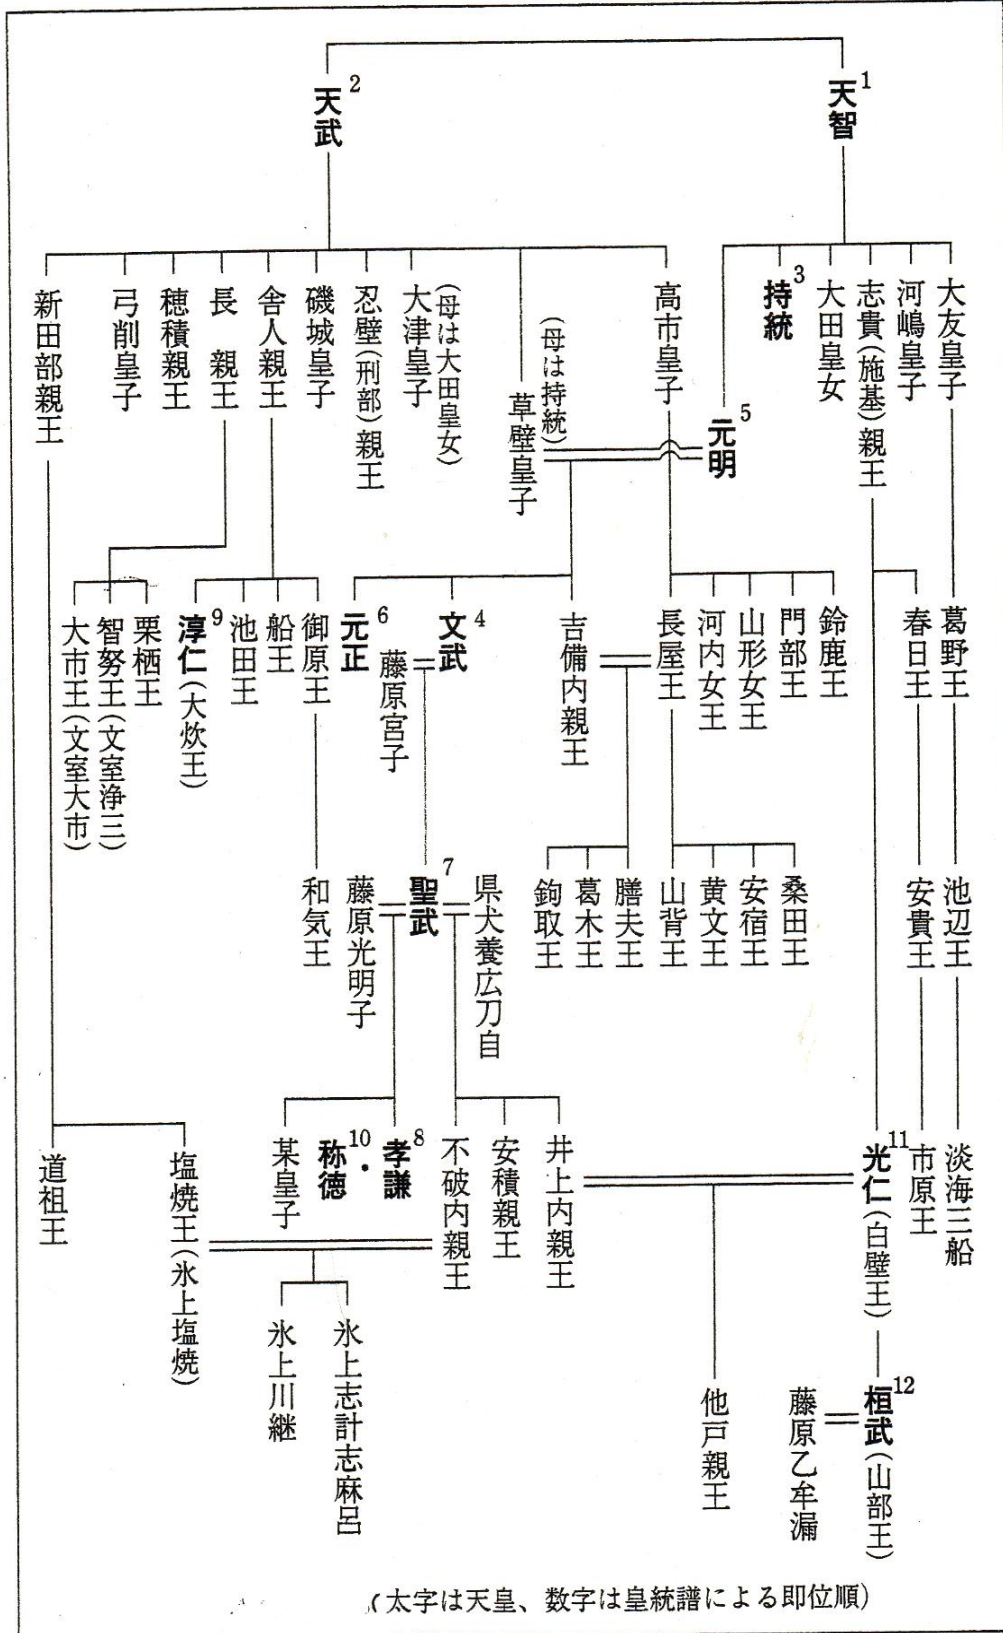 天智1
天武2
大友皇子
河嶋皇子
志貴(施基)親王
大田皇女
持統3
元明5
高市皇子
(母は持統)
草壁皇子
(母は大田皇女)
大津皇子
忍壁(刑部)親王
磯城皇子
舎人親王
長 親王
穂積親王
弓削皇子
新田部親王
葛野王
春日王
鈴鹿王
門部王
山形女王
河内女王
長屋王
吉備内親王
文武4
藤原宮子
元正6
御原王
船王
池田王
淳仁9(大炊王)
栗栖王
智努王(文室浄三)
大市王(文室大市)
池辺王
安貴王
桑田王
安宿王
黄文王
山背王
膳夫王
葛木王
鉤取王
県犬養広刀自
聖武7
藤原光明子
和気王
淡海三船
市原王
光仁11(白壁王)
井上内親王
安積親王
不破内親王
孝謙8・
称徳10
某皇子
塩焼王(氷上塩焼)
道祖王
桓武12(山部王)
藤原乙牟漏
他戸親王
氷上志計志麻呂
氷上川継
(太字は天皇、数字は皇統譜による即位順)